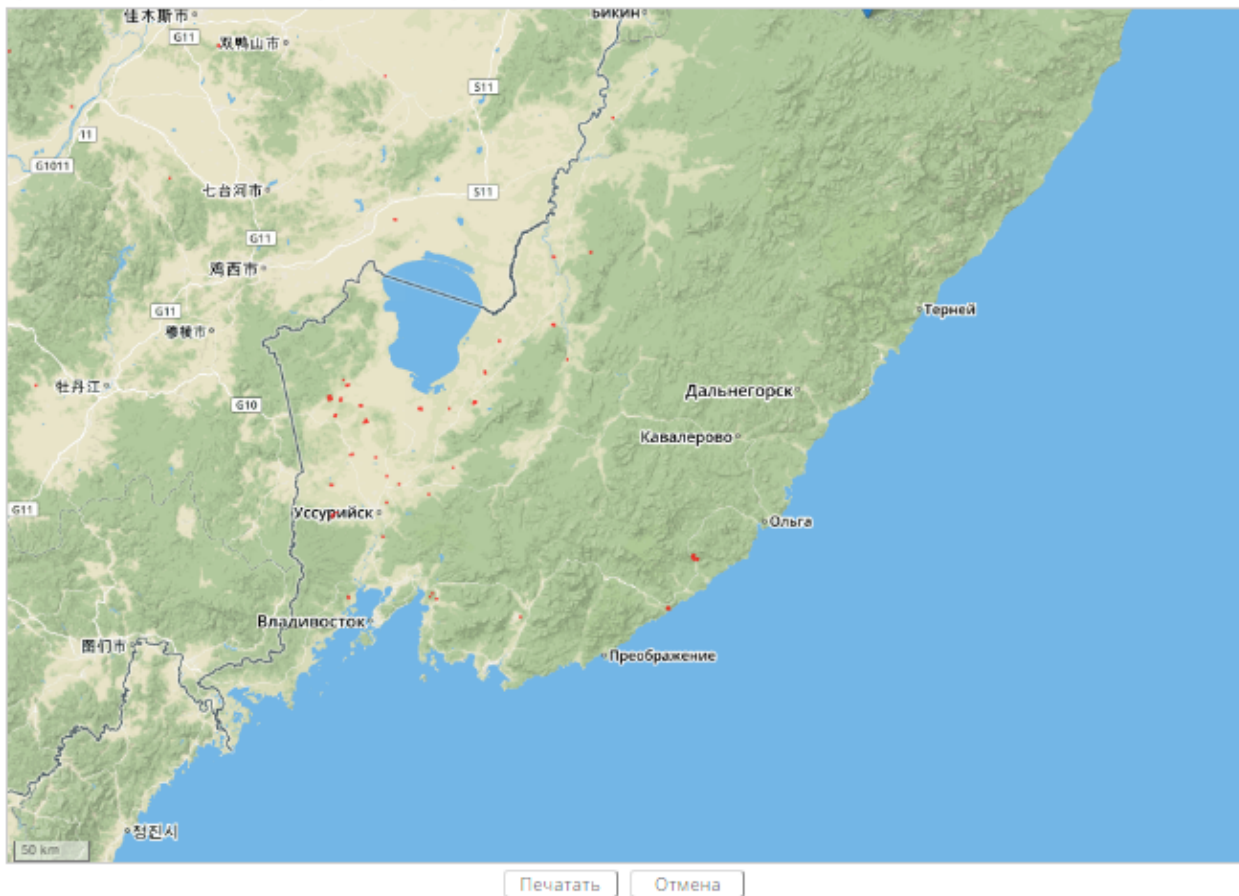 佳木斯市
Бикин
G11
双鸭山市
S11
11
G1011
七台河市
S11
G11
鸡西市
G11
穆棱市
Терней
牡丹江
G10
Дальнегорск
Кавалерово
G11
Уссурийск
Ольга
Владивосток
图们市
Преображение
청진시
50 km
Печатать
Отмена